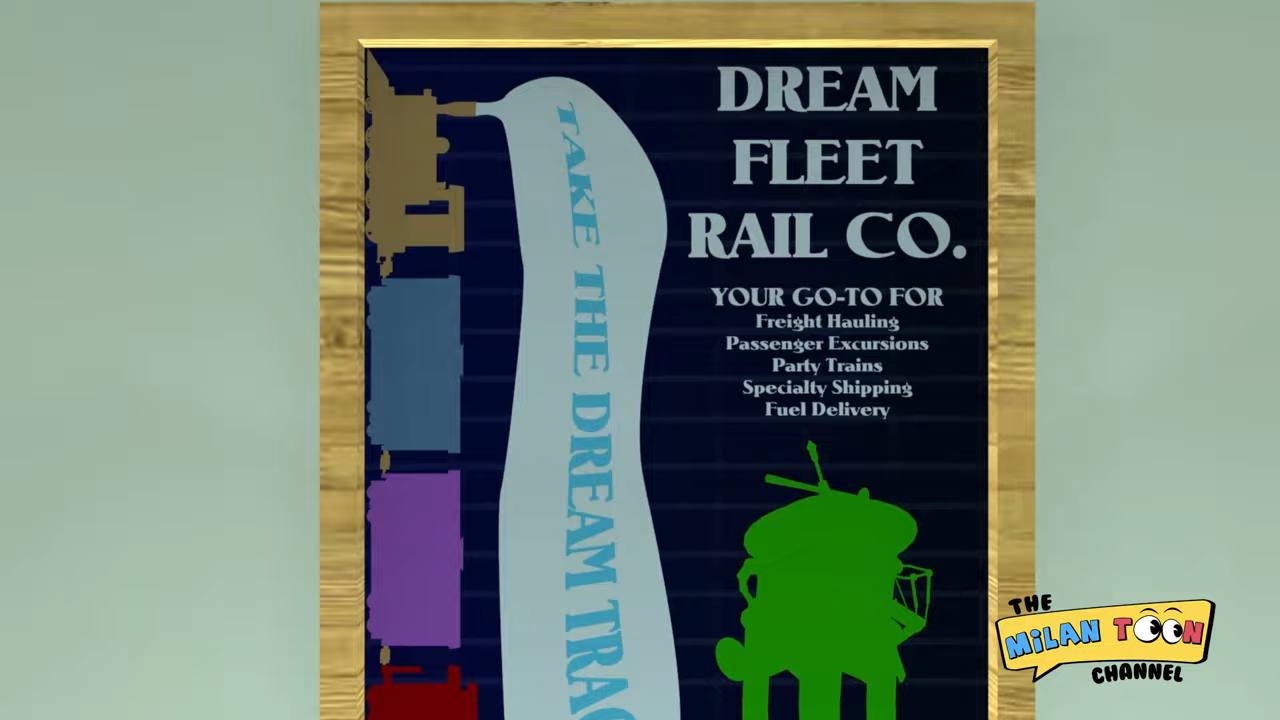 DREAM
FLEET
RAIL CO.
YOUR GO-TO FOR
Freight Hauling
Passenger Excursions
Party Trains
Specialty Shipping
Fuel Delivery
TAKE THE DREAM TRAC
THE
MiLAN TOON
CHANNEL